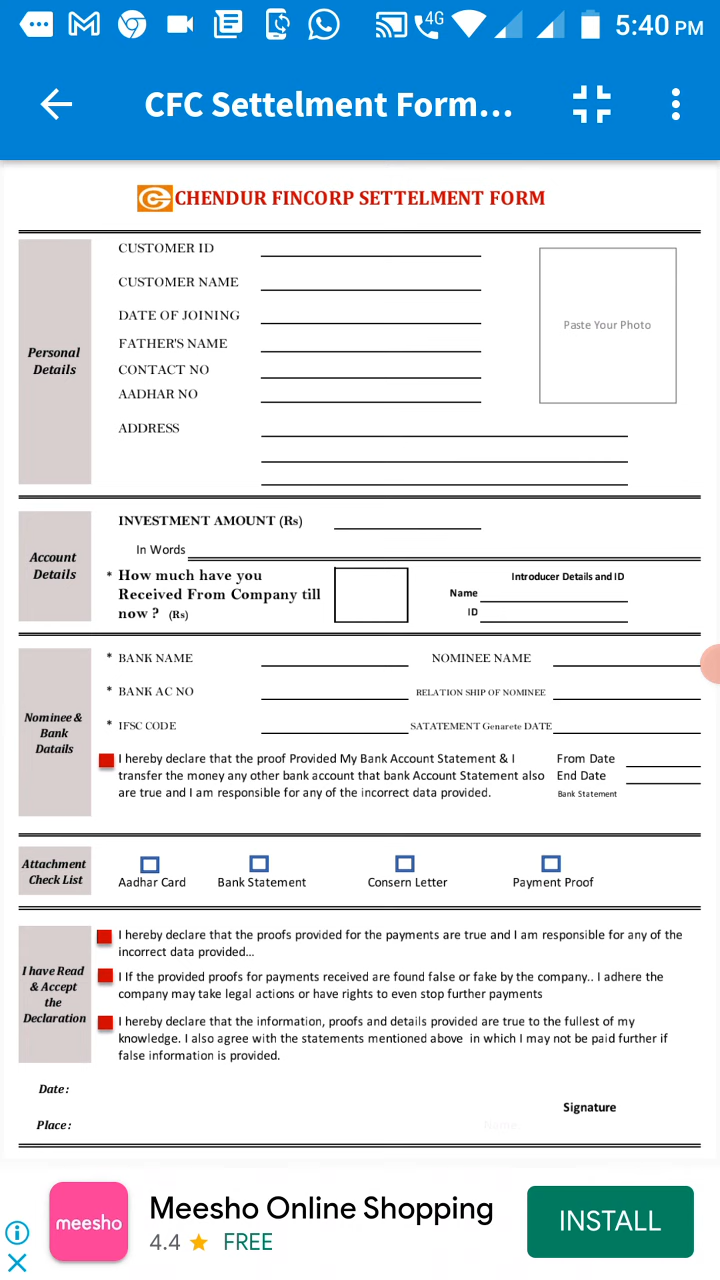 4G 5:40 PM
CFC Settelment Form...
CHENDUR FINCORP SETTELMENT FORM
Personal
Details
CUSTOMER ID
CUSTOMER NAME
DATE OF JOINING
FATHER'S NAME
CONTACT NO
AADHAR NO
ADDRESS
Paste Your Photo
Account
Details
INVESTMENT AMOUNT (Rs)
In Words
* How much have you
Received From Company till
now ? (Rs)
Introducer Details and ID
Name
ID
Nominee &
Bank
Datails
* BANK NAME NOMINEE NAME
* BANK AC NO RELATION SHIP OF NOMINEE
* IFSC CODE SATATEMENT Genarete DATE
I hereby declare that the proof Provided My Bank Account Statement & I
transfer the money any other bank account that bank Account Statement also
are true and I am responsible for any of the incorrect data provided.
From Date
End Date
Bank Statement
Attachment
Check List
Aadhar Card Bank Statement Consern Letter Payment Proof
I have Read
& Accept
the
Declaration
I hereby declare that the proofs provided for the payments are true and I am responsible for any of the
incorrect data provided...
I If the provided proofs for payments received are found false or fake by the company.. I adhere the
company may take legal actions or have rights to even stop further payments
I hereby declare that the information, proofs and details provided are true to the fullest of my
knowledge. I also agree with the statements mentioned above in which I may not be paid further if
false information is provided.
Date:
Signature
Place:
Name
meesho
Meesho Online Shopping
4.4 FREE
INSTALL